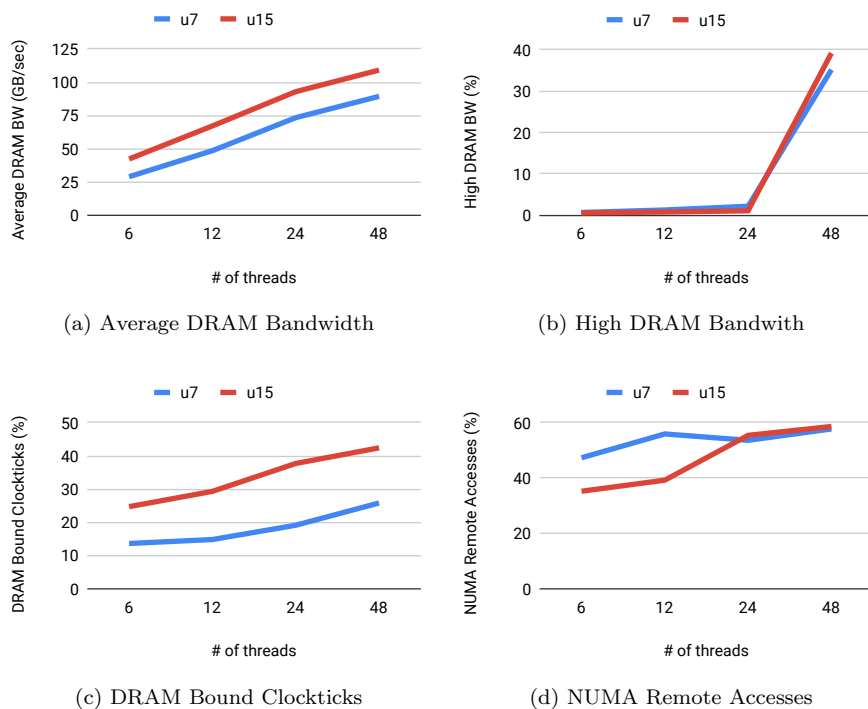 u7 u15
Average DRAM BW (GB/sec)
125
100
75
50
25
0
6 12 24 48
# of threads
(a) Average DRAM Bandwidth
u7 u15
High DRAM BW (%)
40
30
20
10
0
6 12 24 48
# of threads
(b) High DRAM Bandwith
u7 u15
DRAM Bound Clockticks (%)
50
40
30
20
10
0
6 12 24 48
# of threads
(c) DRAM Bound Clockticks
u7 u15
NUMA Remote Accesses (%)
60
40
20
0
6 12 24 48
# of threads
(d) NUMA Remote Accesses